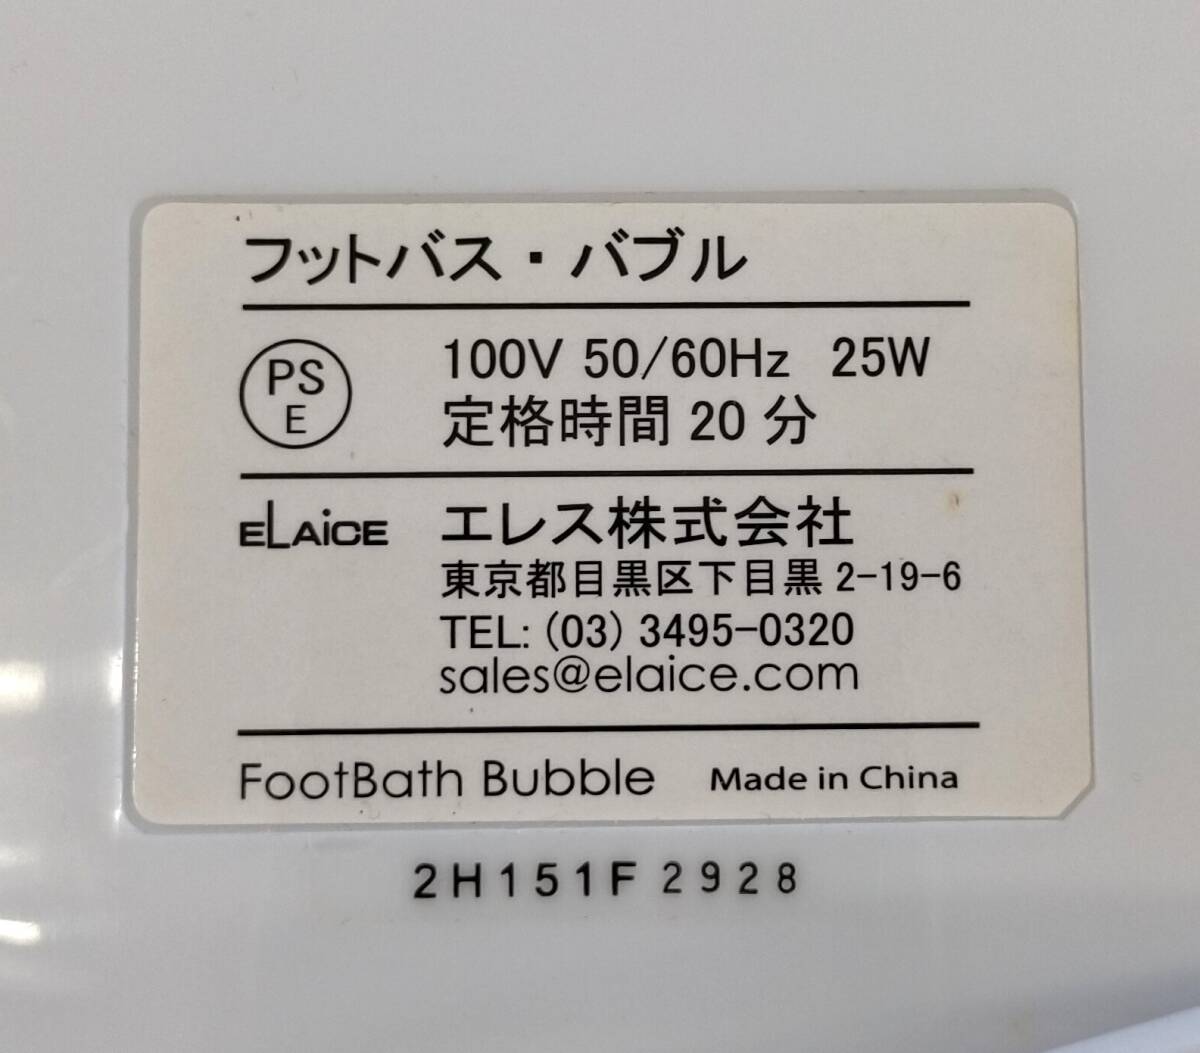 フットバス・バブル
PS
E
100V 50/60Hz 25W
定格時間 20 分
ELAiCE
エレス株式会社
東京都目黒区下目黒 2-19-6
TEL: (03) 3495-0320
sales@elaice.com
FootBath Bubble Made in China
2H151F2928